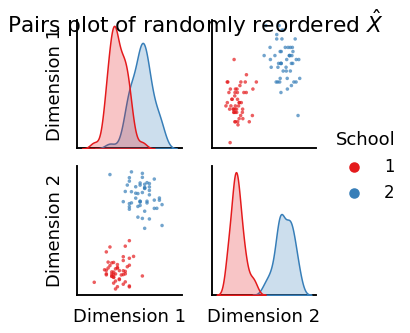 Pairs plot of randomly reordered X̂
Dimension 1
School
1
2
Dimension 2
Dimension 1
Dimension 2